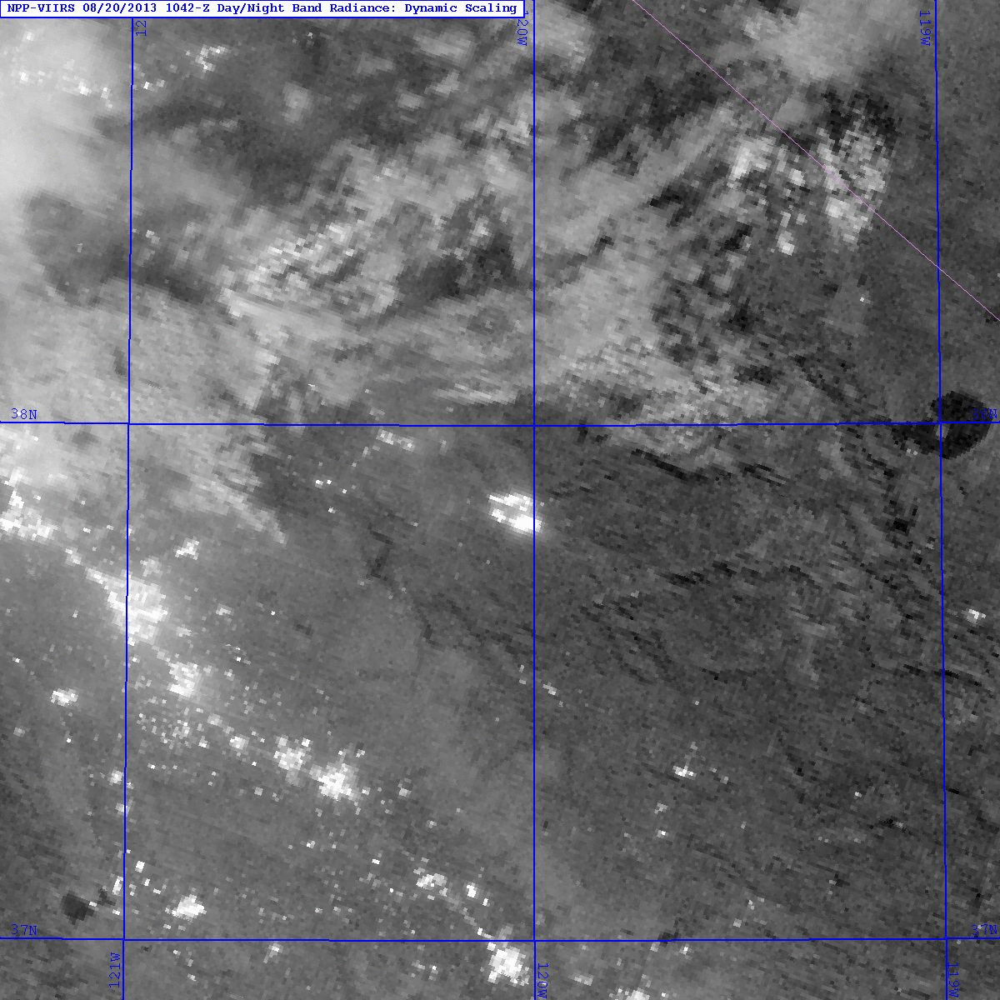 NPP-VIIRS 08/20/2013 1042-Z Day/Night Band Radiance: Dynamic Scaling
12
120W
119W
38N
38N
37N
37N
121W
120W
119W